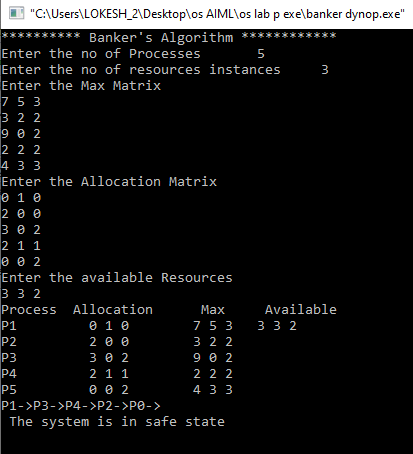 "C:\Users\LOKESH_2\Desktop\os AIML\os lab p exe\banker dynop.exe"
********** Banker's Algorithm ************
Enter the no of Processes       5
Enter the no of resources instances     3
Enter the Max Matrix
7 5 3
3 2 2
9 0 2
2 2 2
4 3 3
Enter the Allocation Matrix
0 1 0
2 0 0
3 0 2
2 1 1
0 0 2
Enter the available Resources
3 3 2
Process  Allocation      Max     Available
P1         0 1 0        7 5 3   3 3 2
P2         2 0 0        3 2 2
P3         3 0 2        9 0 2
P4         2 1 1        2 2 2
P5         0 0 2        4 3 3
P1->P3->P4->P2->P0->
 The system is in safe state